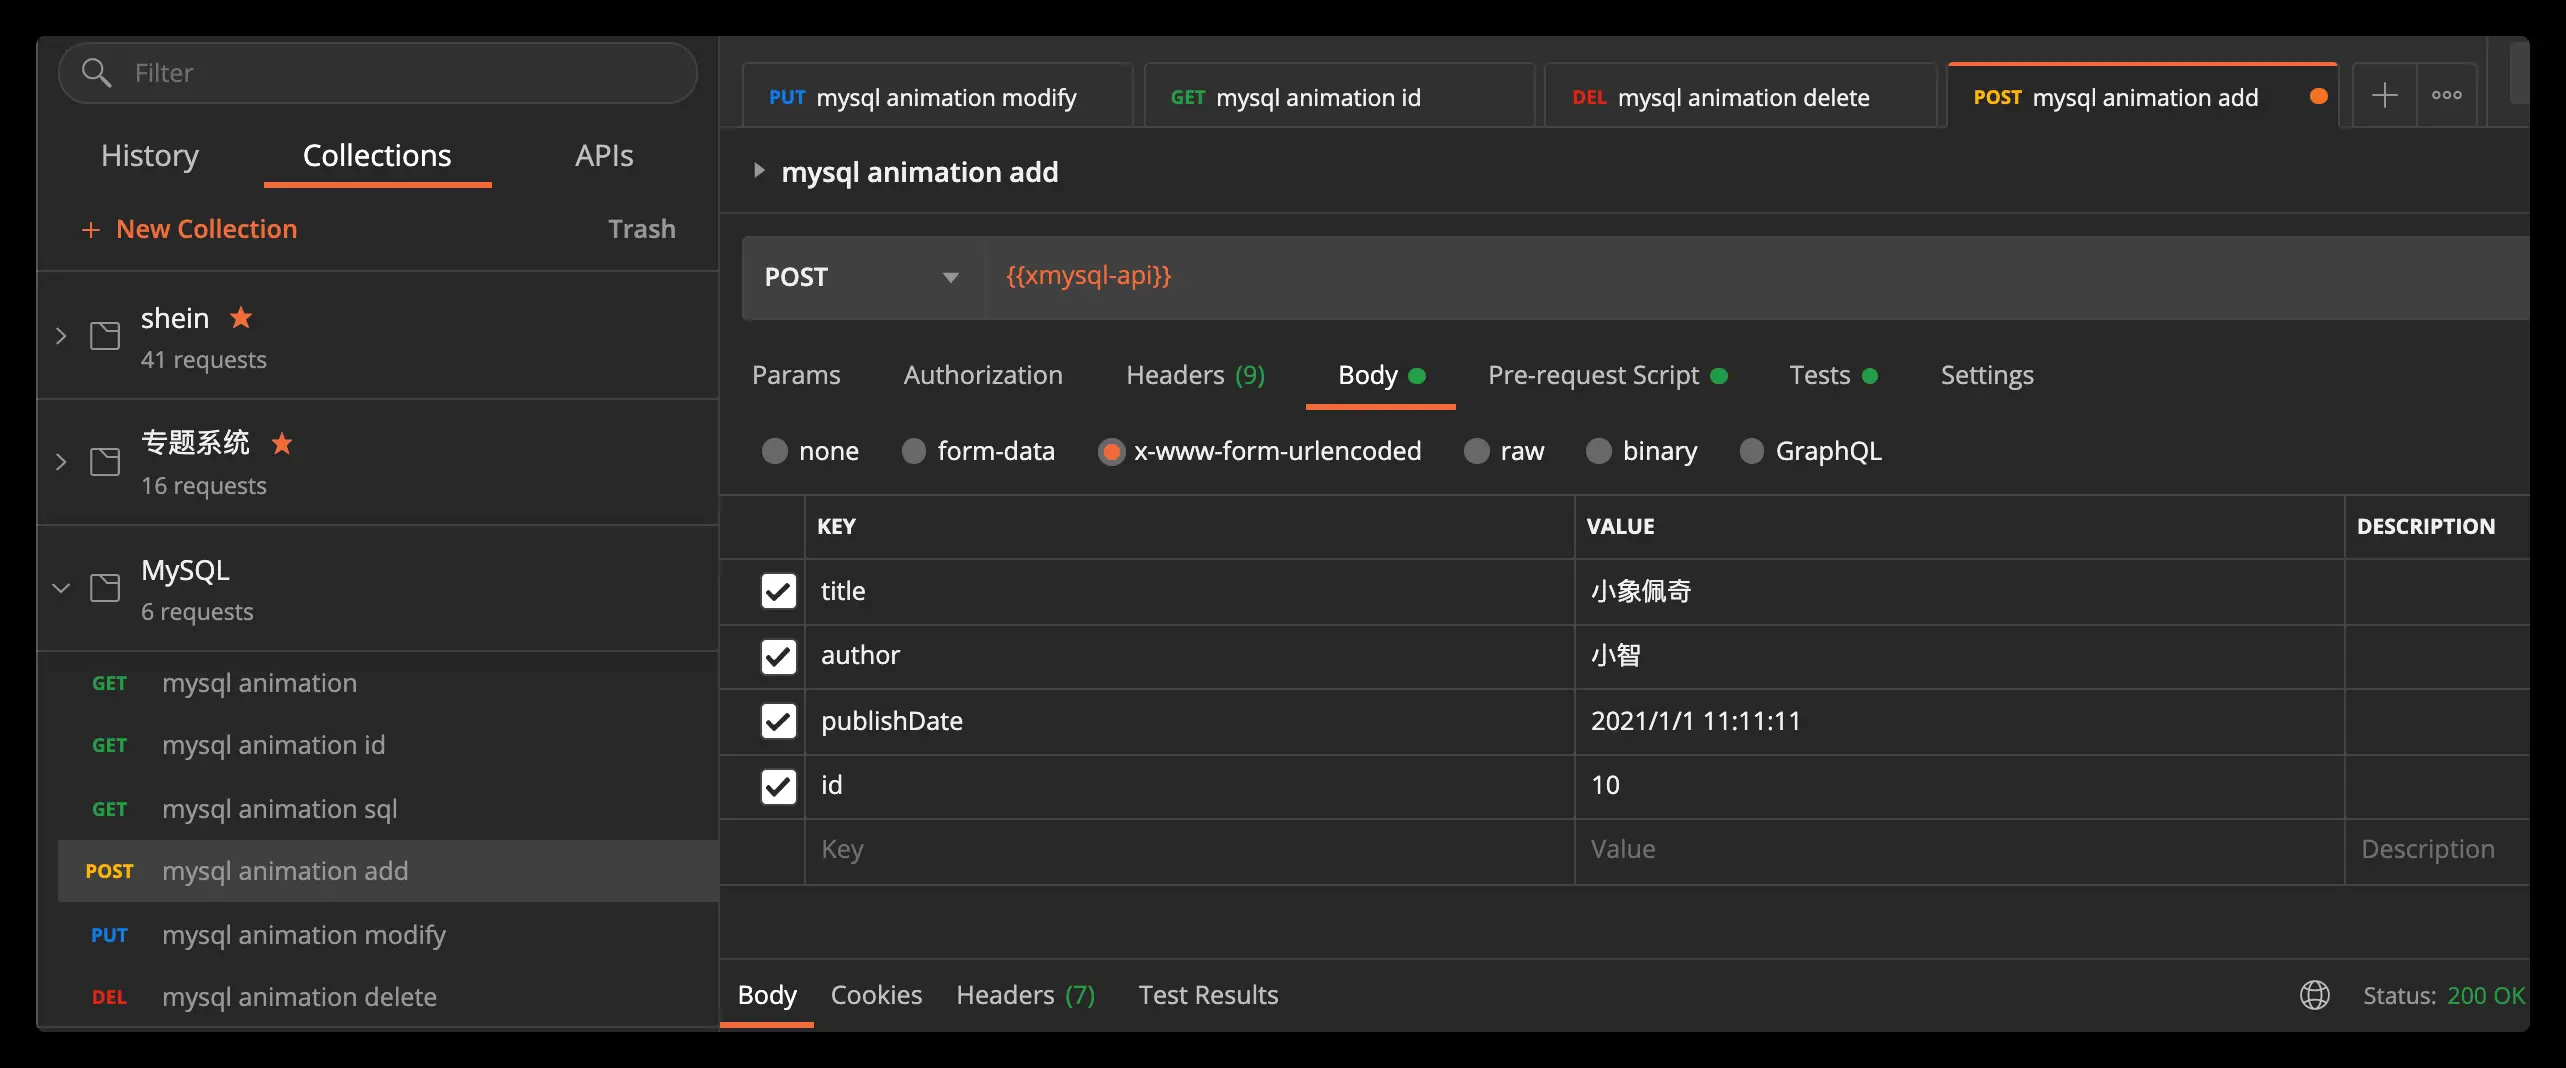 Filter
History Collections APIs
+ New Collection Trash
shein
41 requests
专题系统
16 requests
MySQL
6 requests
GET mysql animation
GET mysql animation id
GET mysql animation sql
POST mysql animation add
PUT mysql animation modify
DEL mysql animation delete
PUT mysql animation modify GET mysql animation id DEL mysql animation delete POST mysql animation add
mysql animation add
POST {{xmysql-api}}
Params Authorization Headers (9) Body Pre-request Script Tests Settings
none form-data x-www-form-urlencoded raw binary GraphQL
KEY VALUE DESCRIPTION
title 小象佩奇
author 小智
publishDate 2021/1/1 11:11:11
id 10
Key Value Description
Body Cookies Headers (7) Test Results Status: 200 OK